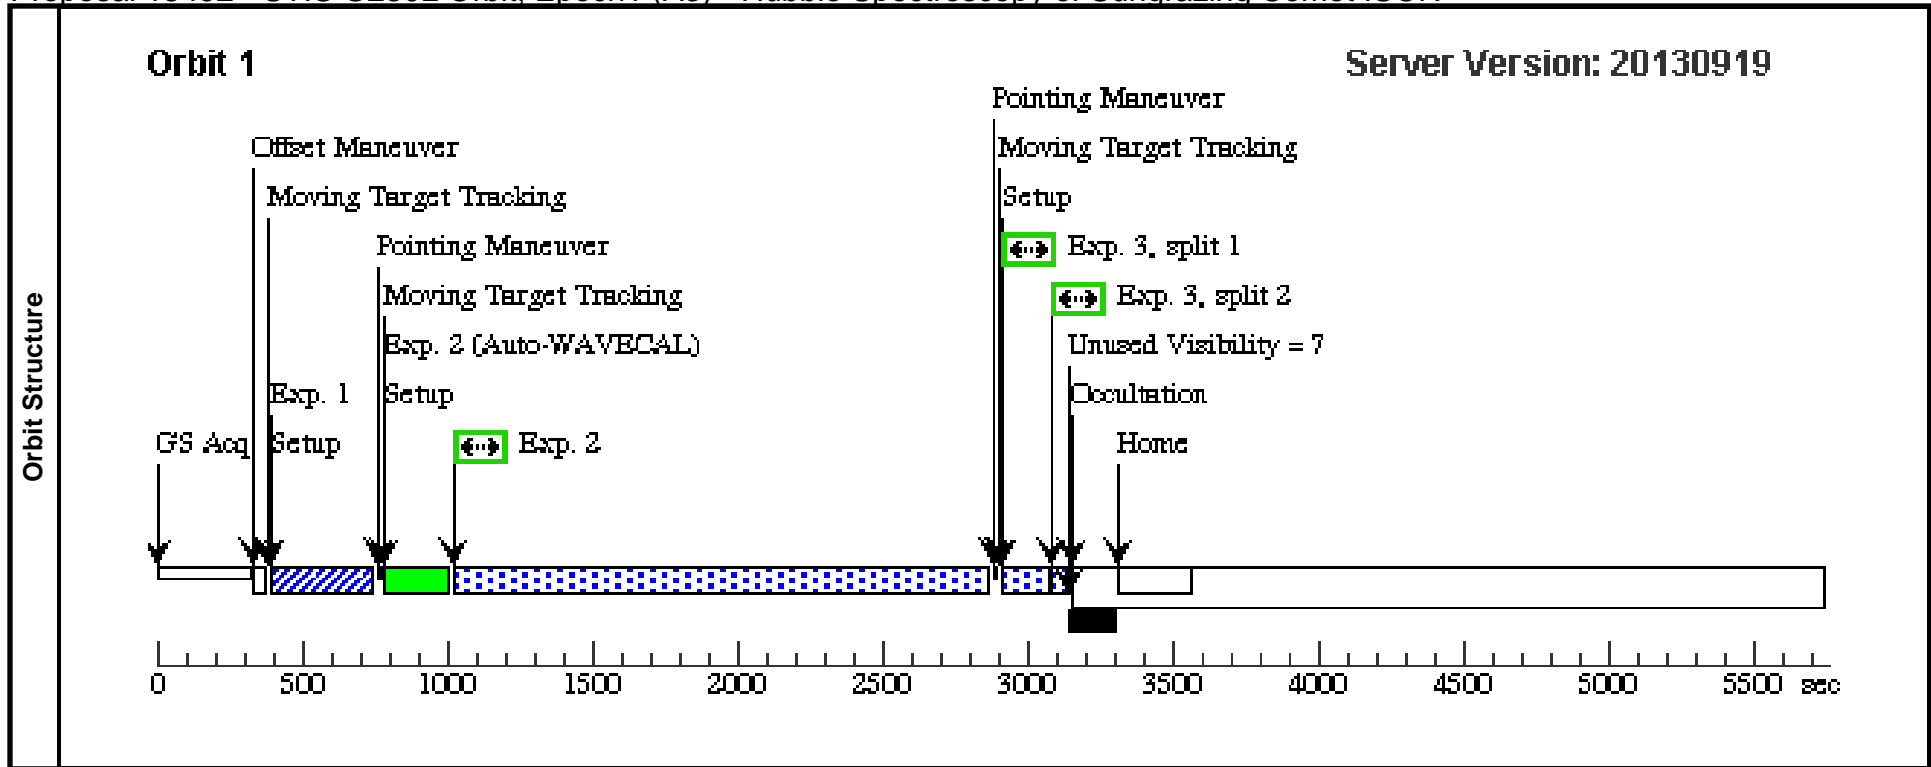 Orbit Structure
Orbit 1
Server Version: 20130919
Pointing Maneuver
Offset Maneuver
Moving Target Tracking
Moving Target Tracking
Setup
Pointing Maneuver
Exp. 3, split 1
Moving Target Tracking
Exp. 3, split 2
Exp. 2 (Auto-WAVECAL)
Unused Visibility = 7
Exp. 1
Setup
Occultation
GS Acq
Setup
Exp. 2
Home
0 500 1000 1500 2000 2500 3000 3500 4000 4500 5000 5500 sec